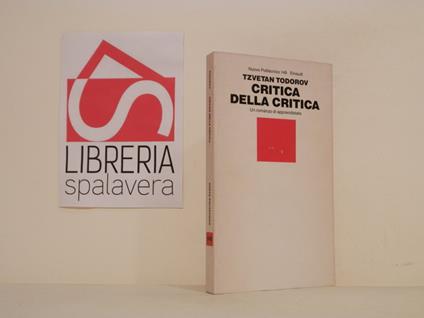 LIBRERIA
spalavera
Nuovo Politecnico 149 Einaudi
TZVETAN TODOROV
CRITICA
DELLA CRITICA
Un romanzo di apprendistato